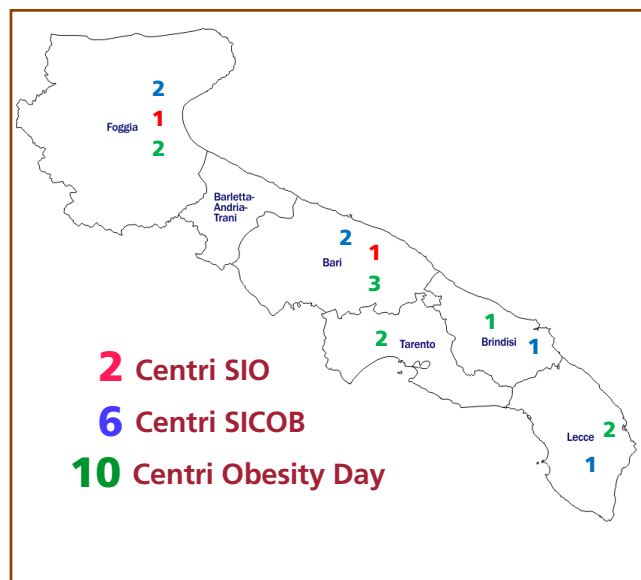 2
Foggia
1
2
Barletta-
Andria-
Trani
2
1
Bari
3
1
2
Tarento
Brindisi
1
2 Centri SIO
6 Centri SICOB
2
Lecce
1
10 Centri Obesity Day